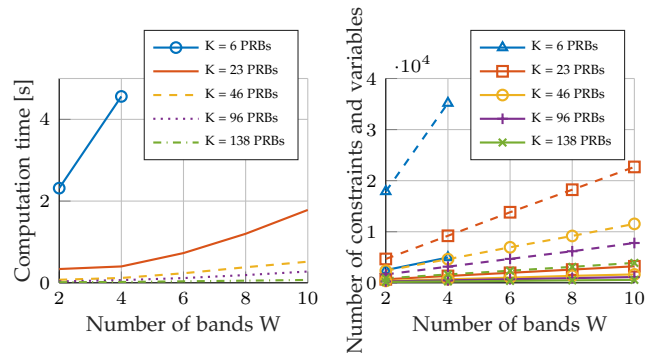 K = 6 PRBs
K = 23 PRBs
K = 46 PRBs
K = 96 PRBs
K = 138 PRBs
Computation time [s]
4
2
0
2
4
6
8
10
Number of bands W
K = 6 PRBs
K = 23 PRBs
K = 46 PRBs
K = 96 PRBs
K = 138 PRBs
·10⁴
Number of constraints and variables
4
3
2
1
0
2
4
6
8
10
Number of bands W